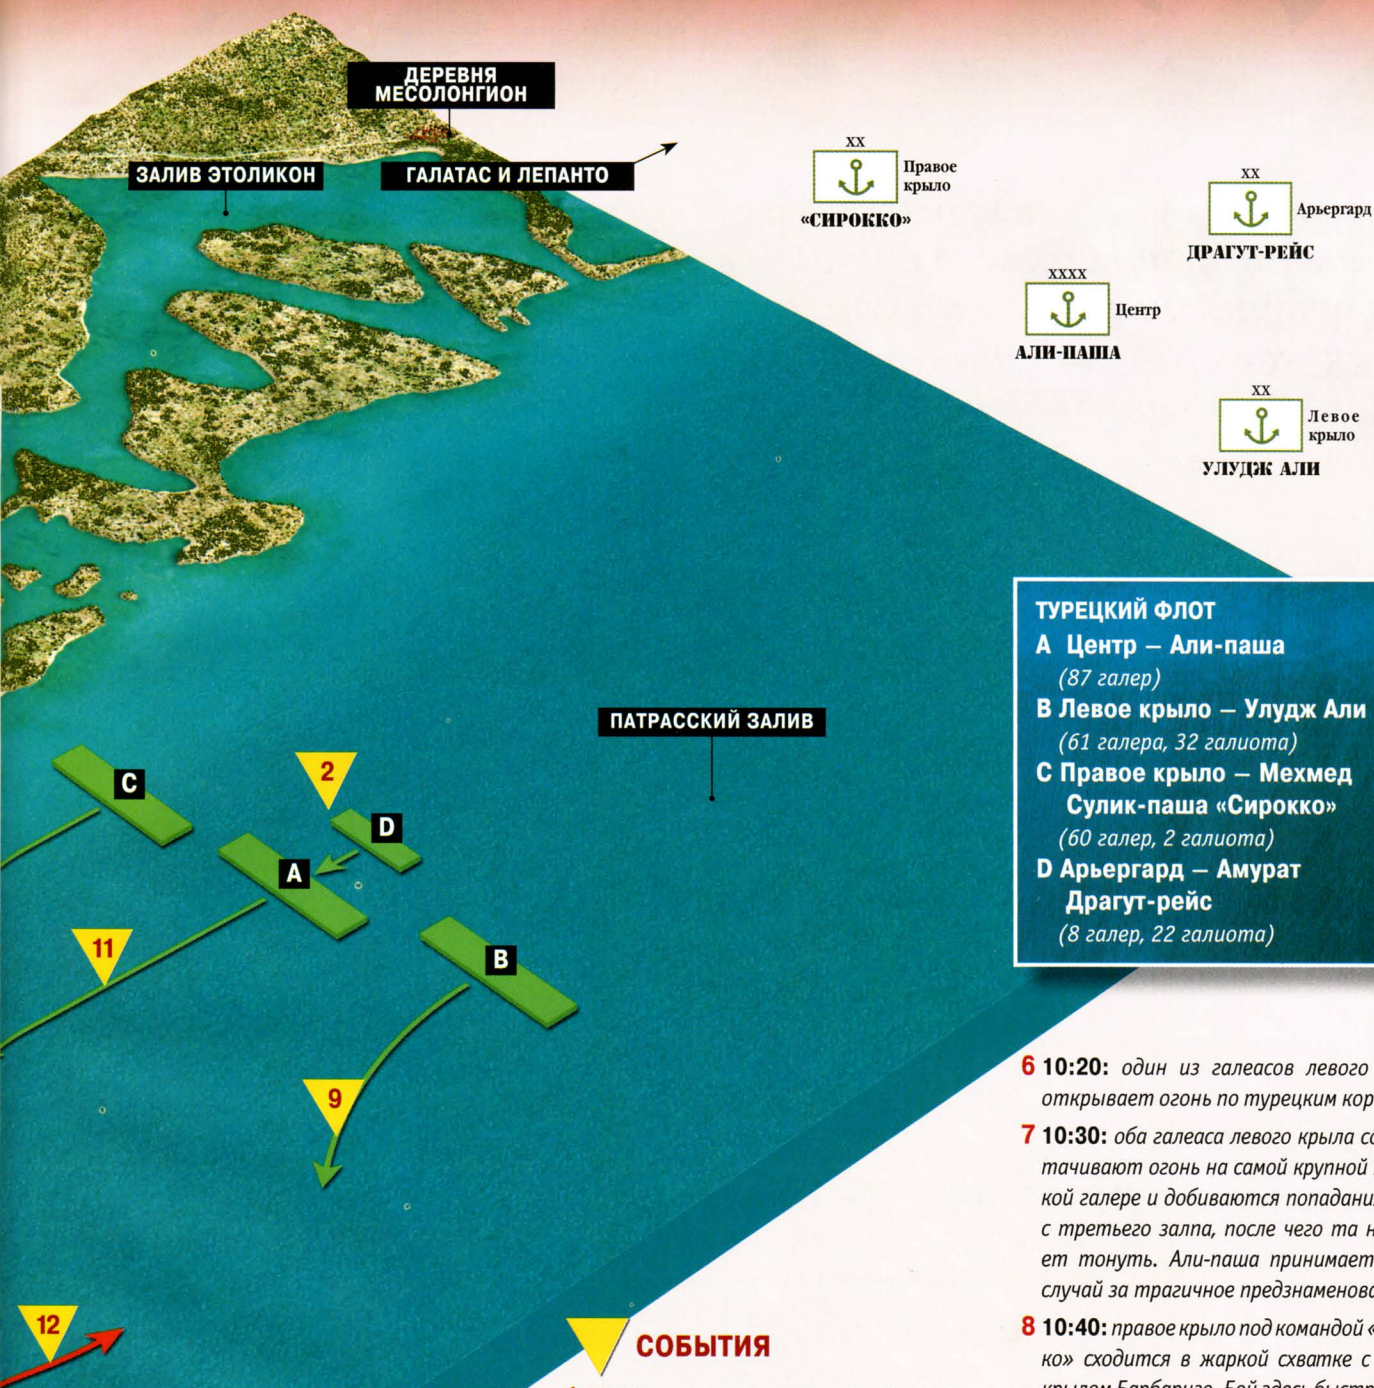 ДЕРЕВНЯ
МЕСОЛОНГИОН
ЗАЛИВ ЭТОЛИКОН
ГАЛАТАС И ЛЕПАНТО
XX
Правое
крыло
«СИРОККО»
XX
Арьергард
ДРАГУТ-РЕЙС
XXXX
Центр
АЛИ-ПАША
XX
Левое
крыло
УЛУДЖ АЛИ
ТУРЕЦКИЙ ФЛОТ
A Центр – Али-паша
(87 галер)
B Левое крыло – Улудж Али
(61 галера, 32 галиота)
C Правое крыло – Мехмед
Сулик-паша «Сирокко»
(60 галер, 2 галиота)
D Арьергард – Амурат
Драгут-рейс
(8 галер, 22 галиота)
ПАТРАССКИЙ ЗАЛИВ
C
2
D
A
11
B
9
12
СОБЫТИЯ
6 10:20: один из галеасов левого
открывает огонь по турецким кор
7 10:30: оба галеаса левого крыла со
тачивают огонь на самой крупной
кой галере и добиваются попадани
с третьего залпа, после чего та н
ет тонуть. Али-паша принимает
случай за трагичное предзнаменова
8 10:40: правое крыло под командой «
ко» сходится в жаркой схватке с
крылом Барбариго. Бой здесь быстр